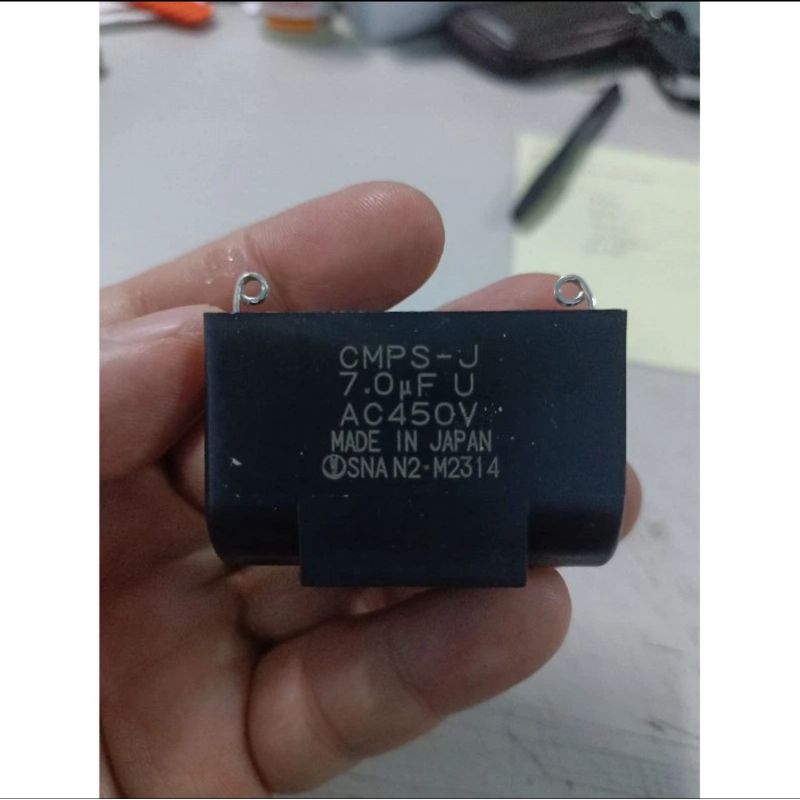 CMPS-J
7.0μF U
AC450V
MADE IN JAPAN
SNA N2-M2314